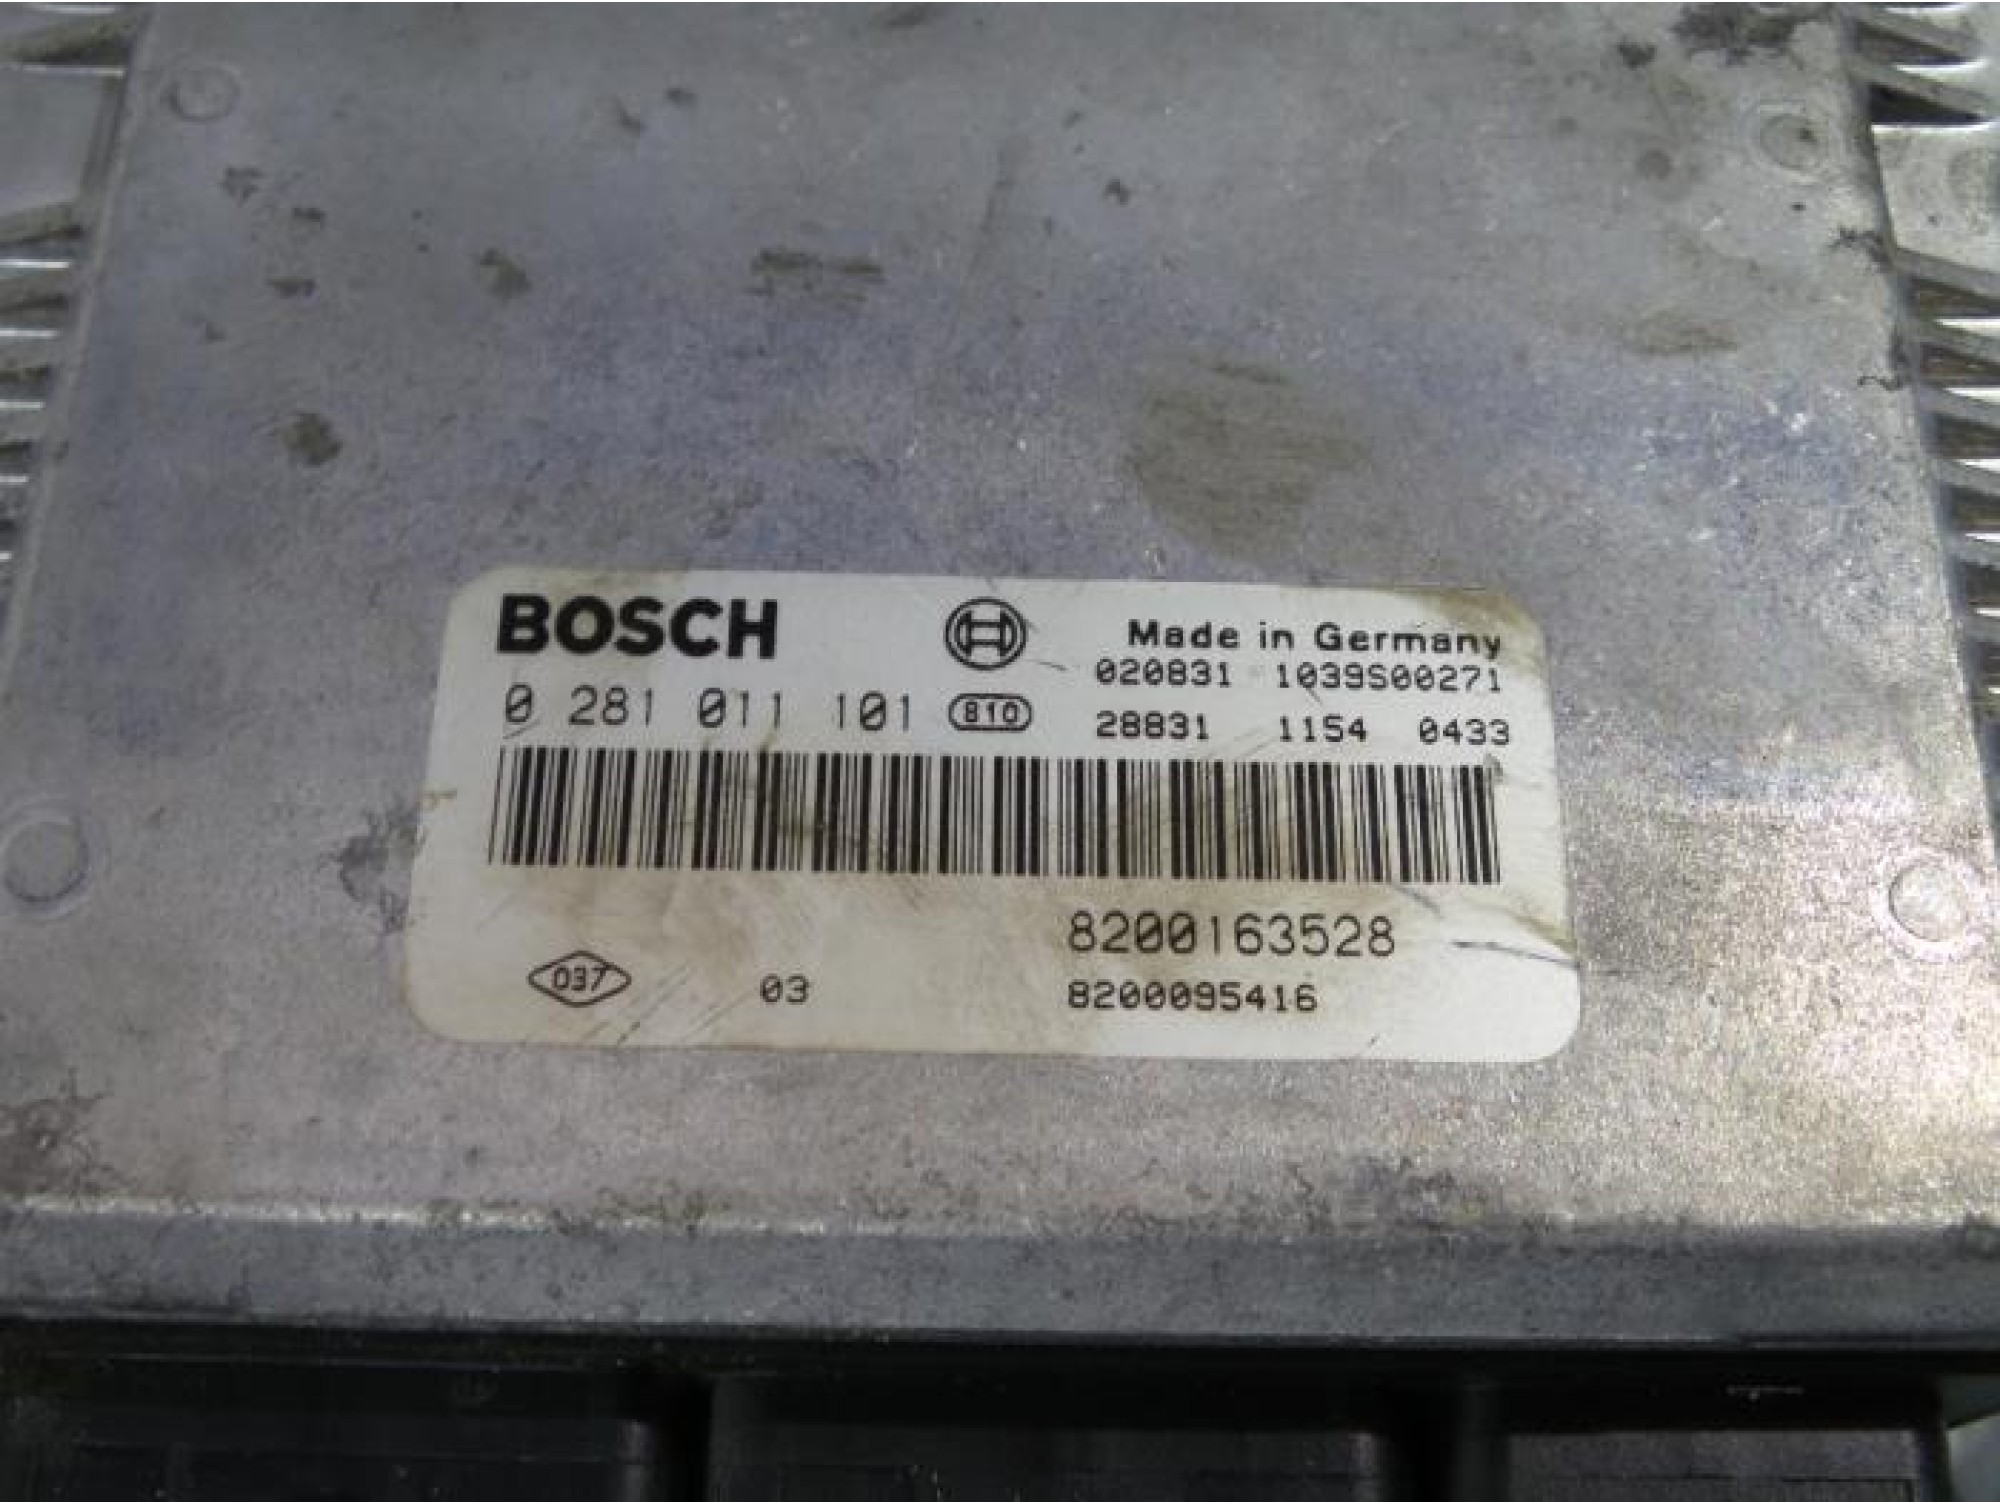 BOSCH
Made in Germany
020831 1039S00271
0 281 011 101 810
28831 1154 0433
8200163528
037 03 8200095416